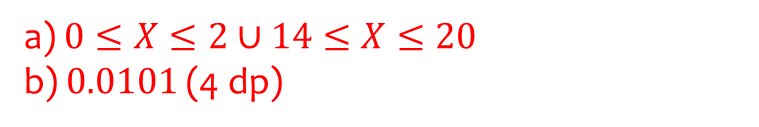 a) 0 ≤ X ≤ 2 ∪ 14 ≤ X ≤ 20
b) 0.0101 (4 dp)